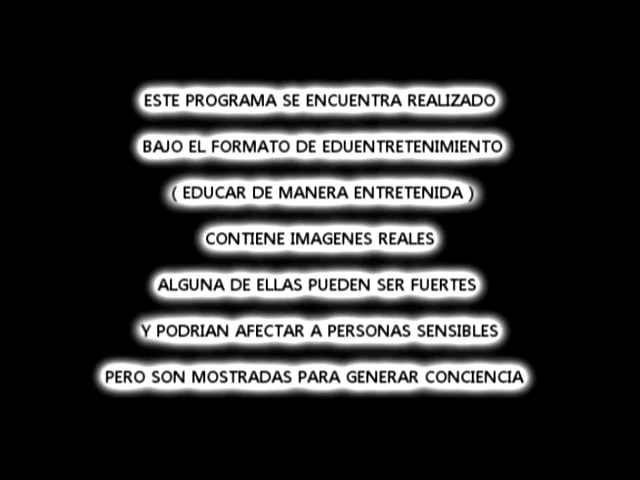 ESTE PROGRAMA SE ENCUENTRA REALIZADO
BAJO EL FORMATO DE EDUENTRETENIMIENTO
( EDUCAR DE MANERA ENTRETENIDA )
CONTIENE IMAGENES REALES
ALGUNA DE ELLAS PUEDEN SER FUERTES
Y PODRIAN AFECTAR A PERSONAS SENSIBLES
PERO SON MOSTRADAS PARA GENERAR CONCIENCIA